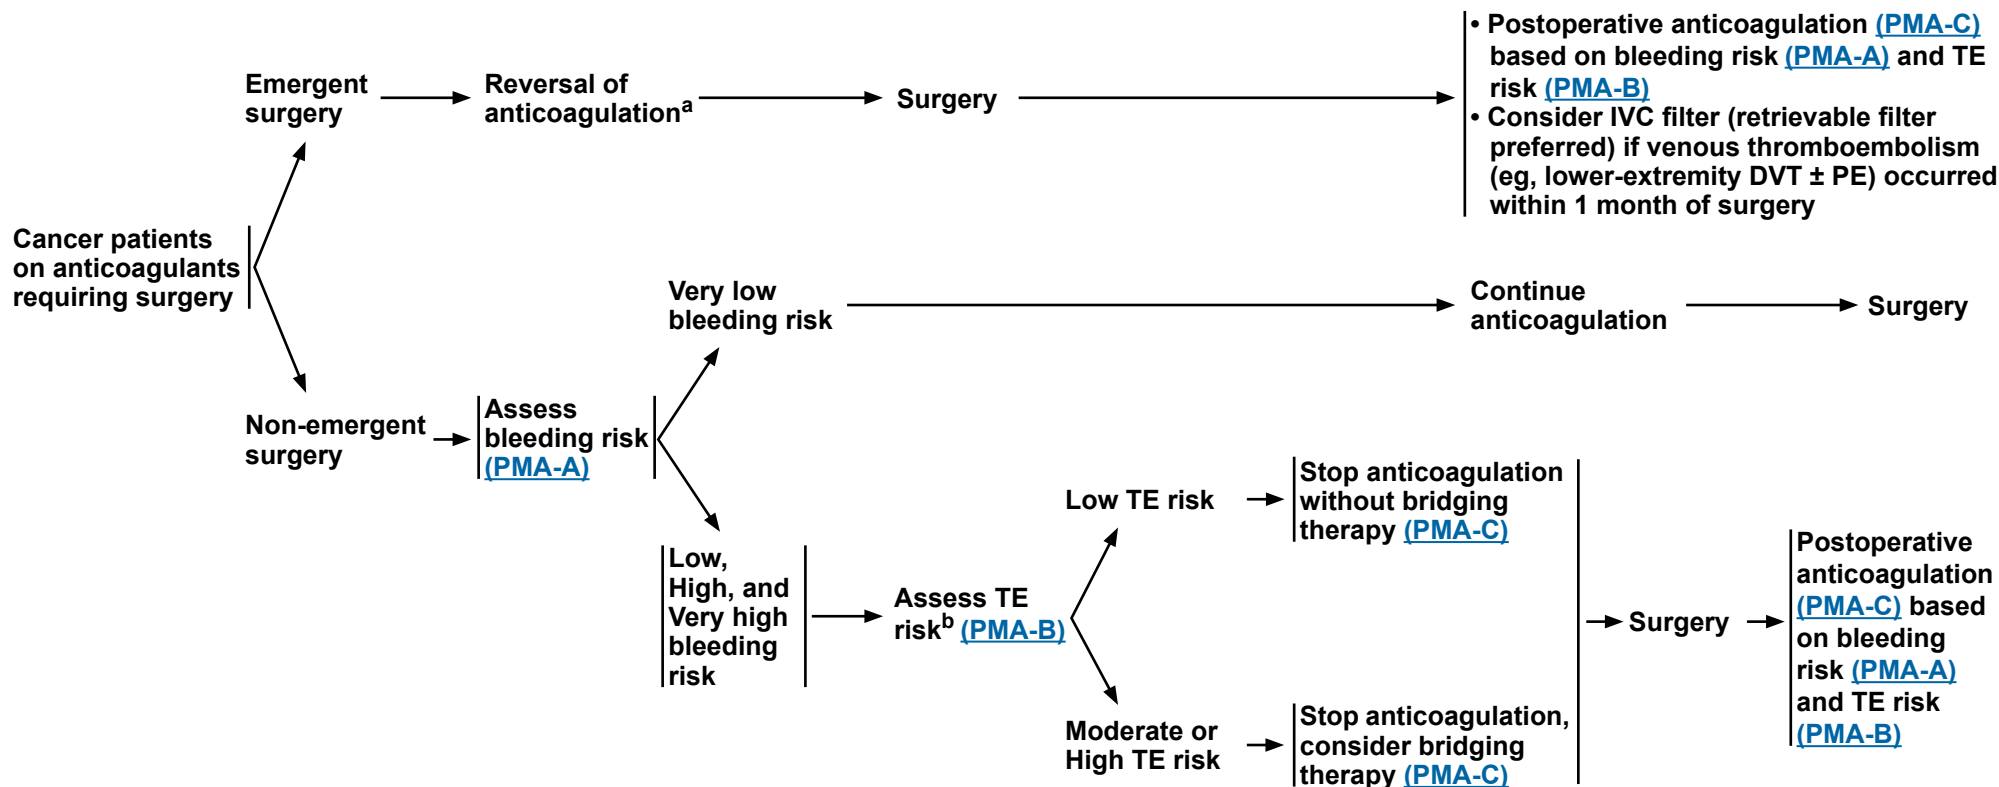 Cancer patients
on anticoagulants
requiring surgery
Emergent
surgery
Reversal of
anticoagulationᵃ
Surgery
• Postoperative anticoagulation (PMA-C)
based on bleeding risk (PMA-A) and TE
risk (PMA-B)
• Consider IVC filter (retrievable filter
preferred) if venous thromboembolism
(eg, lower-extremity DVT ± PE) occurred
within 1 month of surgery
Non-emergent
surgery
Assess
bleeding risk
(PMA-A)
Very low
bleeding risk
Continue
anticoagulation
Surgery
Low,
High, and
Very high
bleeding
risk
Assess TE
riskᵇ (PMA-B)
Low TE risk
Stop anticoagulation
without bridging
therapy (PMA-C)
Moderate or
High TE risk
Stop anticoagulation,
consider bridging
therapy (PMA-C)
Surgery
Postoperative
anticoagulation
(PMA-C) based
on bleeding
risk (PMA-A)
and TE risk
(PMA-B)